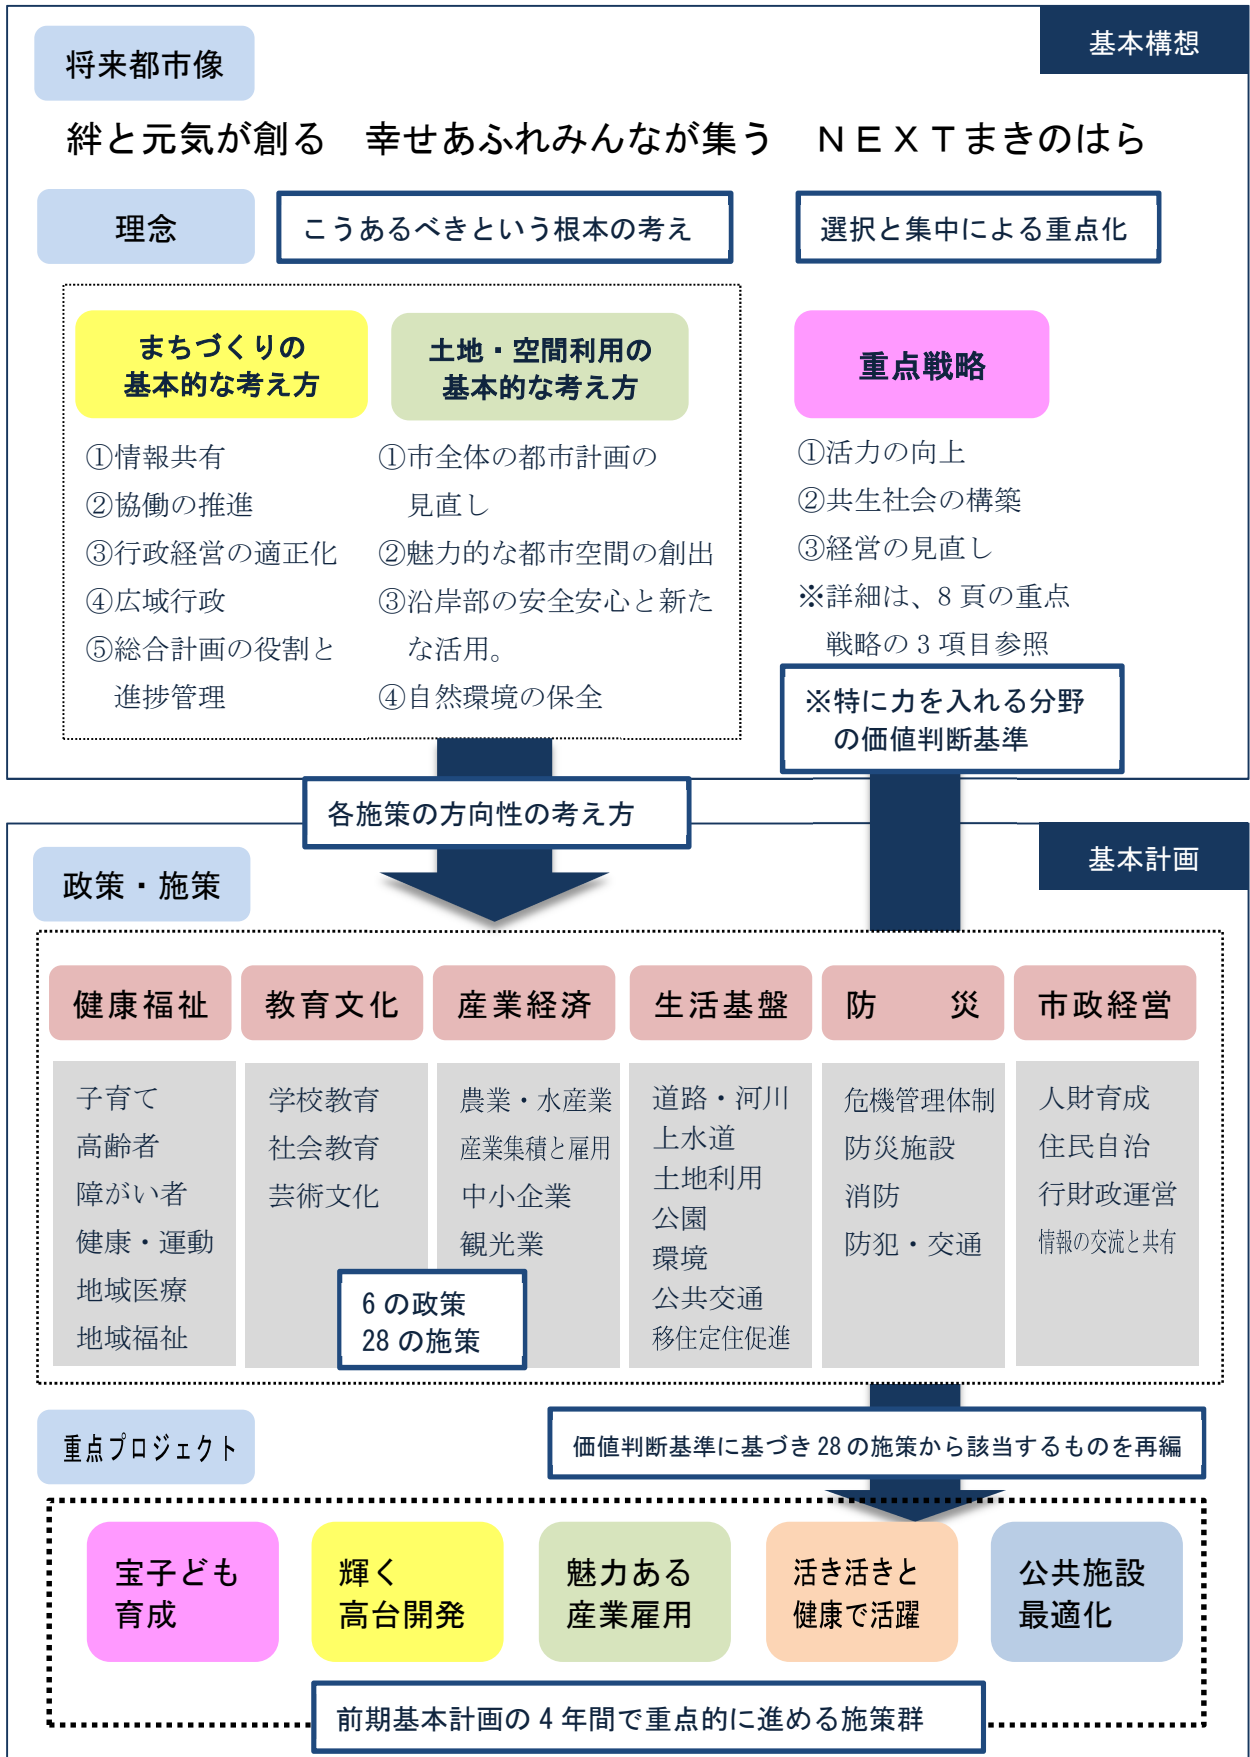 基本構想
将来都市像
絆と元気が創る　幸せあふれみんなが集う　ＮＥＸＴまきのはら
理念
こうあるべきという根本の考え
選択と集中による重点化
まちづくりの
基本的な考え方
①情報共有
②協働の推進
③行政経営の適正化
④広域行政
⑤総合計画の役割と
進捗管理
土地・空間利用の
基本的な考え方
①市全体の都市計画の
見直し
②魅力的な都市空間の創出
③沿岸部の安全安心と新た
な活用。
④自然環境の保全
重点戦略
①活力の向上
②共生社会の構築
③経営の見直し
※詳細は、8 頁の重点
戦略の 3 項目参照
※特に力を入れる分野
の価値判断基準
各施策の方向性の考え方
基本計画
政策・施策
健康福祉
子育て
高齢者
障がい者
健康・運動
地域医療
地域福祉
教育文化
学校教育
社会教育
芸術文化
産業経済
農業・水産業
産業集積と雇用
中小企業
観光業
6 の政策
28 の施策
生活基盤
道路・河川
上水道
土地利用
公園
環境
公共交通
移住定住促進
防　災
危機管理体制
防災施設
消防
防犯・交通
市政経営
人財育成
住民自治
行財政運営
情報の交流と共有
重点プロジェクト
価値判断基準に基づき 28 の施策から該当するものを再編
宝子ども
育成
輝く
高台開発
魅力ある
産業雇用
活き活きと
健康で活躍
公共施設
最適化
前期基本計画の 4 年間で重点的に進める施策群